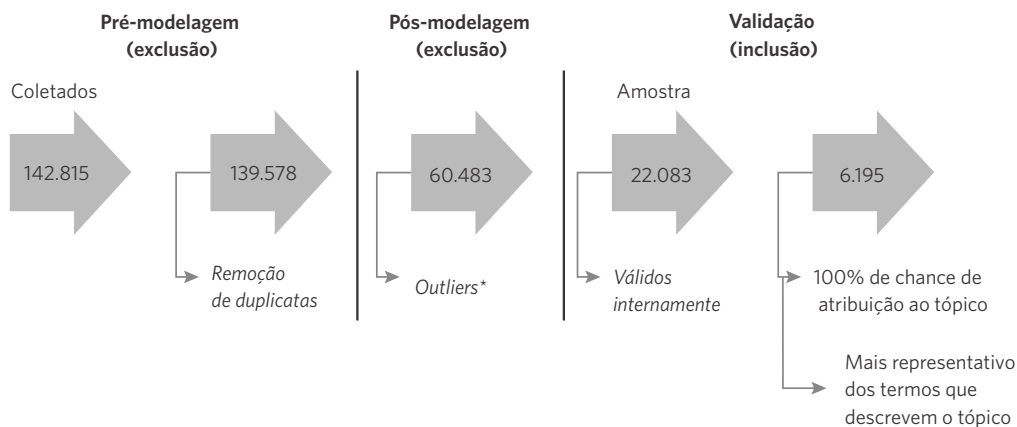 Pré-modelagem
(exclusão)
Pós-modelagem
(exclusão)
Validação
(inclusão)
Coletados
Amostra
142.815
139.578
60.483
22.083
6.195
Remoção
de duplicatas
Outliers*
Válidos
internamente
100% de chance de
atribuição ao tópico
Mais representativo
dos termos que
descrevem o tópico